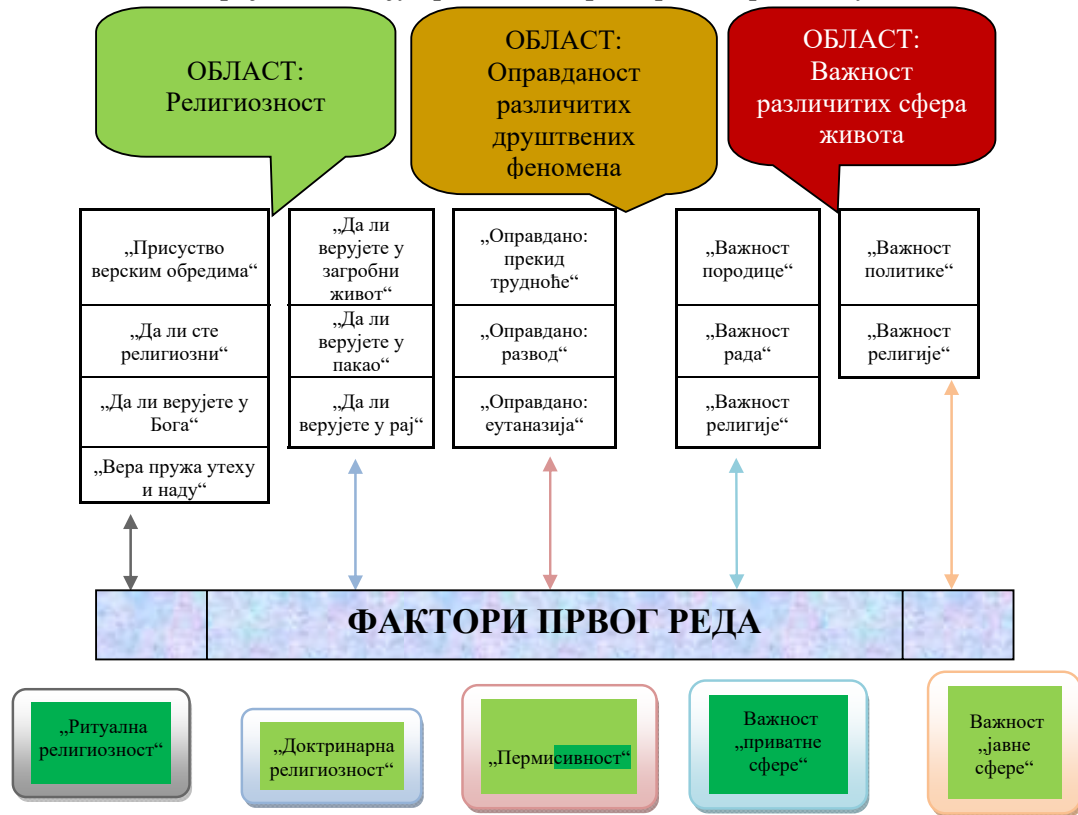 ОБЛАСТ:
Религиозност
ОБЛАСТ:
Оправданост
различитих
друштвених
феномена
ОБЛАСТ:
Важност
различитих сфера
живота
„Присуство
верским обредима“
„Да ли сте
религиозни“
„Да ли верујете у
Бога“
„Вера пружа утеху
и наду“
„Да ли
верујете у
загробни
живот“
„Да ли
верујете у
пакао“
„Да ли
верујете у рај“
„Оправдано:
прекид
трудноће“
„Оправдано:
развод“
„Оправдано:
еутаназија“
„Важност
породице“
„Важност
рада“
„Важност
религије“
„Важност
политике“
„Важност
религије“
ФАКТОРИ ПРВОГ РЕДА
„Ритуална
религиозност“
„Доктринарна
религиозност“
„Пермисивност“
Важност
„приватне
сфере“
Важност
„јавне
сфере“